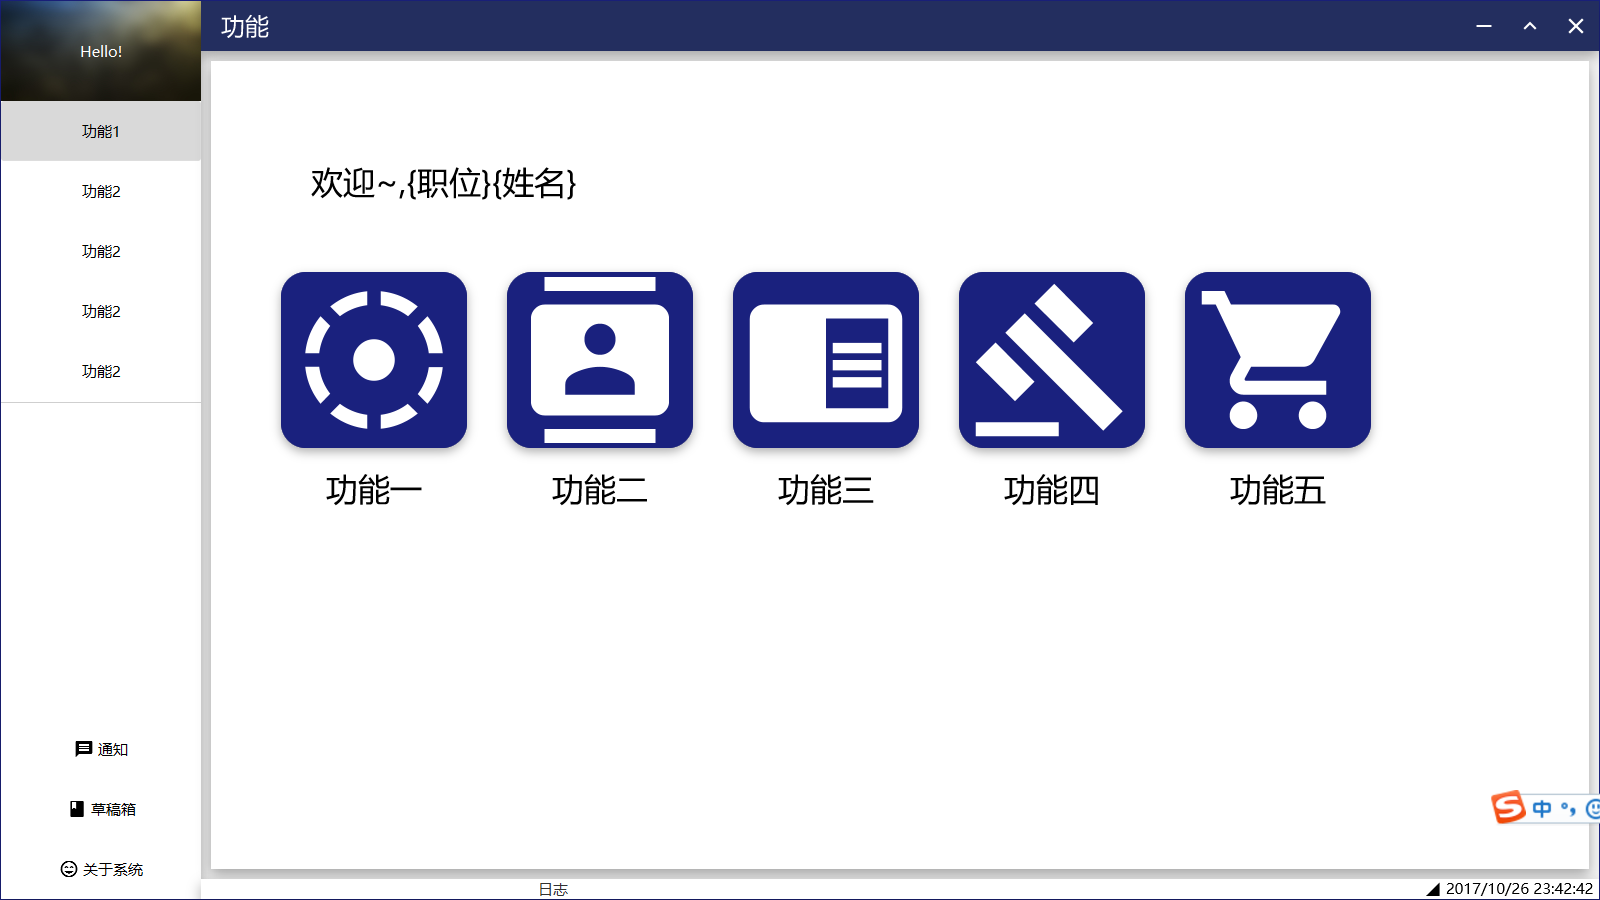 Hello!
功能
功能1
功能2
功能2
功能2
功能2
欢迎~,{职位}{姓名}
功能一
功能二
功能三
功能四
功能五
通知
草稿箱
关于系统
S 中 °,
日志
2017/10/26 23:42:42